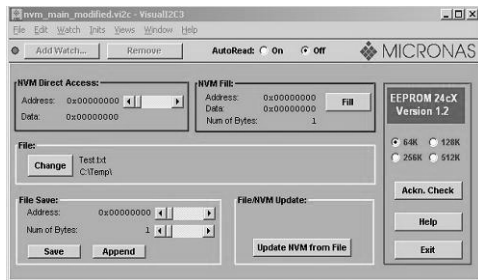 nvm_main_modified.vi2c - VisualI2C3
File Edit Watch Inits Views Window Help
Add Watch... Remove AutoRead: On Off MICRONAS
NVM Direct Access:
Address: 0x00000000
Data: 0x00000000
NVM Fill:
Address: 0x00000000
Data: 0x00000000
Num of Bytes: 1
Fill
EEPROM 24cX
Version 1.2
64K 128K
256K 512K
Ackn. Check
Help
Exit
File:
Change
Test.txt
C:\Temp\
File Save:
Address: 0x00000000
Num of Bytes: 1
Save Append
File/NVM Update:
Update NVM from File